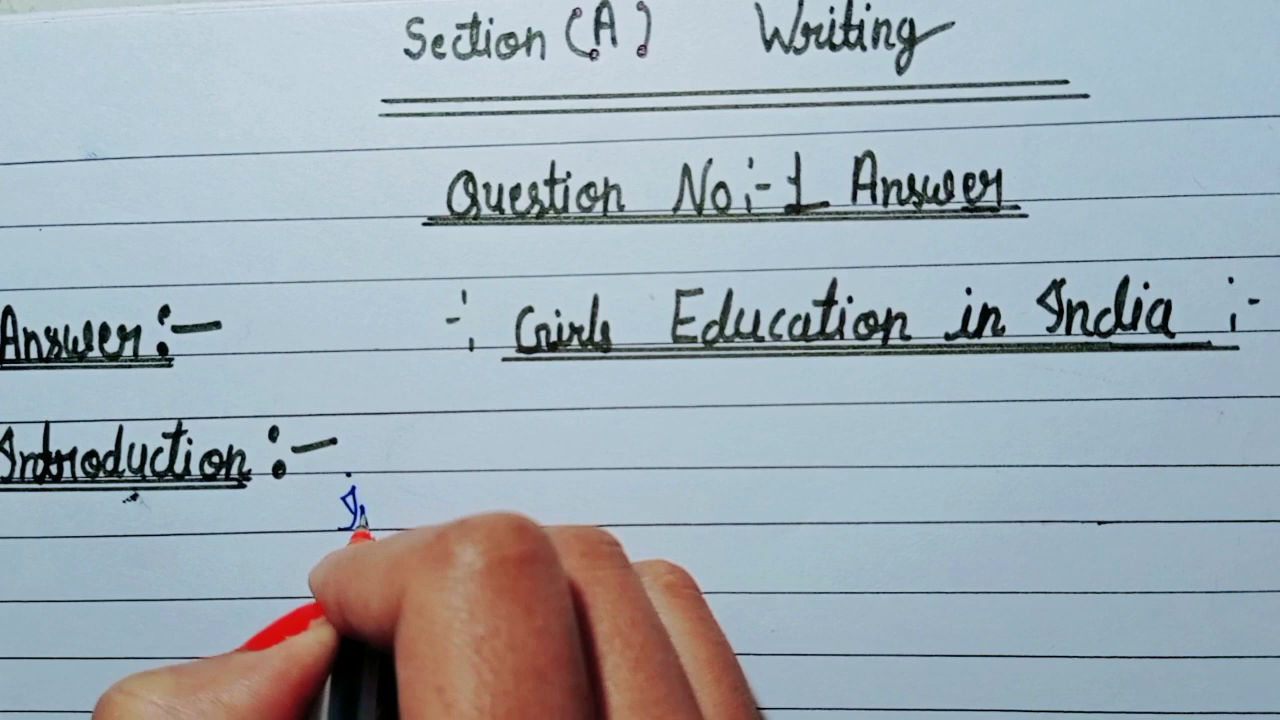 Section (A) Writing
Question No:-1 Answer
Answer:- -: Girls Education in India :-
Introduction :-
I